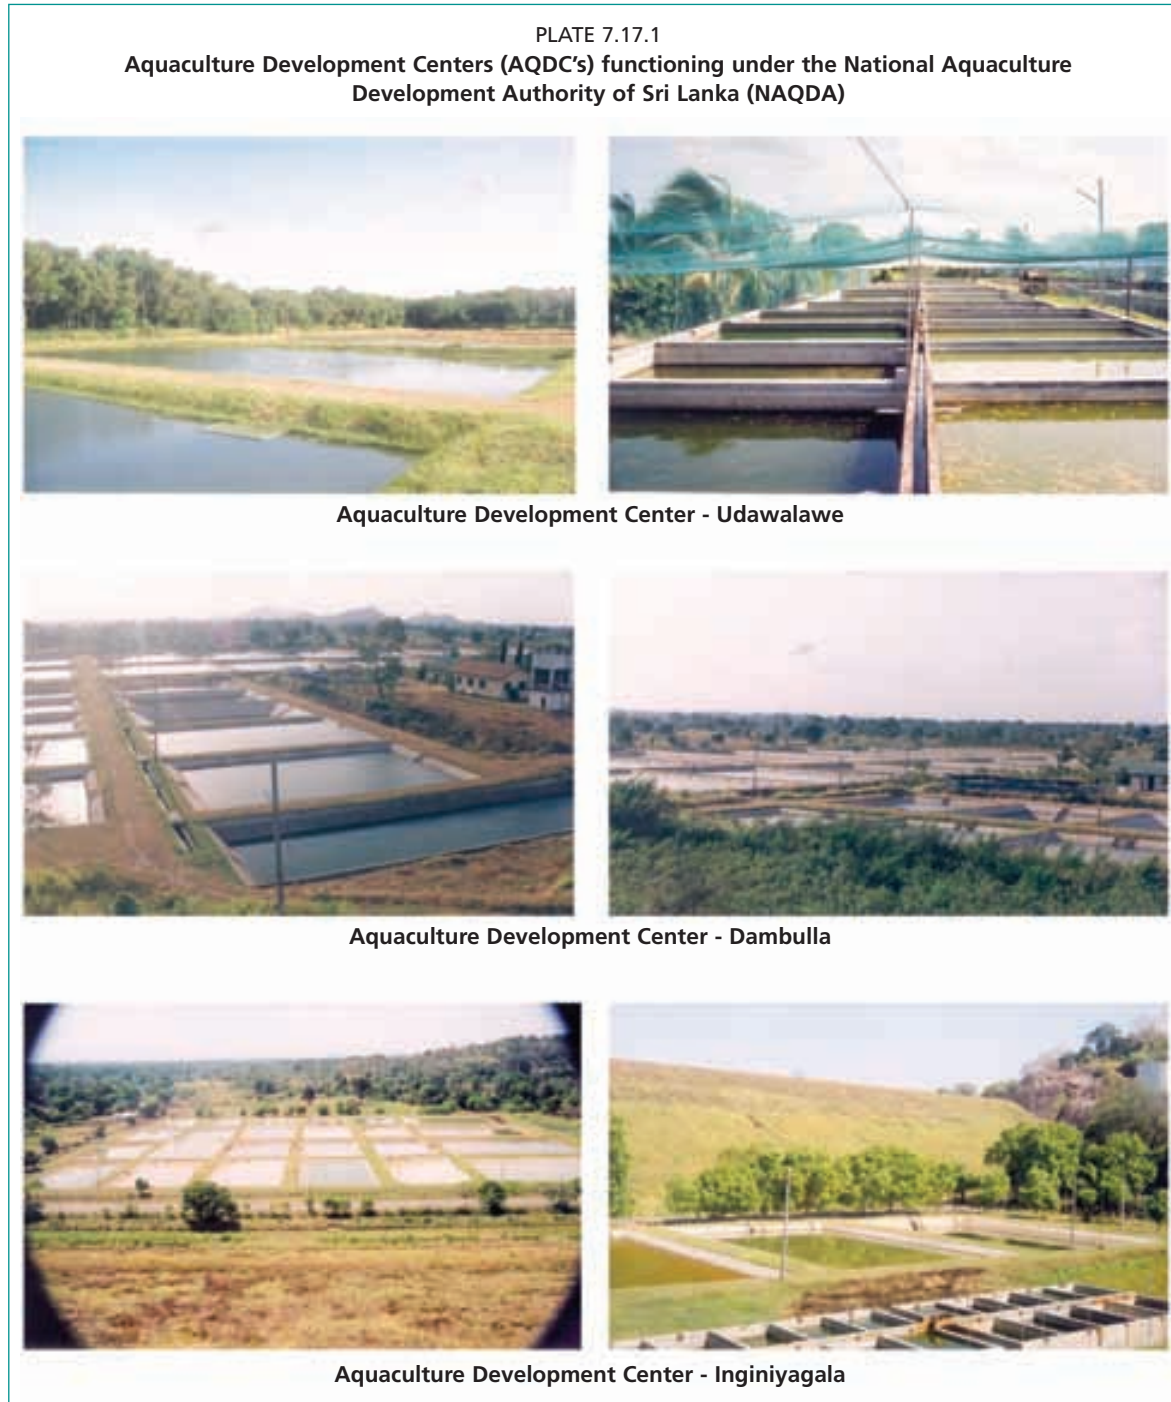 PLATE 7.17.1
Aquaculture Development Centers (AQDC’s) functioning under the National Aquaculture
Development Authority of Sri Lanka (NAQDA)
Aquaculture Development Center - Udawalawe
Aquaculture Development Center - Dambulla
Aquaculture Development Center - Inginiyagala